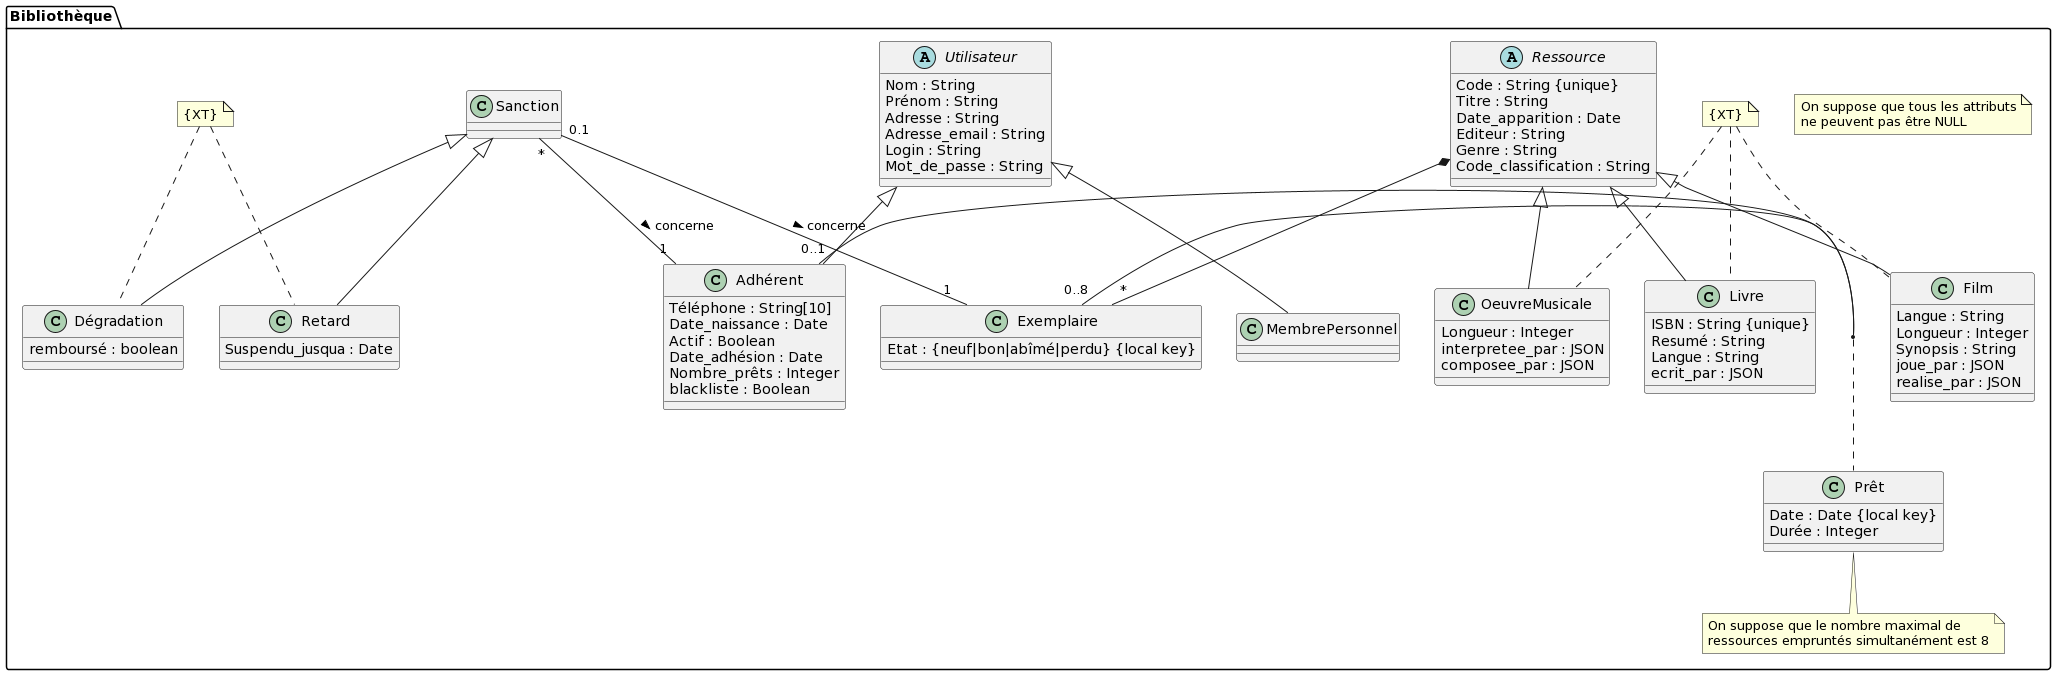 Bibliothèque
A Utilisateur
Nom : String
Prénom : String
Adresse : String
Adresse_email : String
Login : String
Mot_de_passe : String
A Ressource
Code : String {unique}
Titre : String
Date_apparition : Date
Editeur : String
Genre : String
Code_classification : String
{XT}
C Sanction
{XT}
On suppose que tous les attributs
ne peuvent pas être NULL
0.1
*
concerne
1
concerne
0..1
1
0..8
*
C Dégradation
remboursé : boolean
C Retard
Suspendu_jusqua : Date
C Adhérent
Téléphone : String[10]
Date_naissance : Date
Actif : Boolean
Date_adhésion : Date
Nombre_prêts : Integer
blackliste : Boolean
C Exemplaire
Etat : {neuf|bon|abîmé|perdu} {local key}
C MembrePersonnel
C OeuvreMusicale
Longueur : Integer
interpretee_par : JSON
composee_par : JSON
C Livre
ISBN : String {unique}
Resumé : String
Langue : String
ecrit_par : JSON
C Film
Langue : String
Longueur : Integer
Synopsis : String
joue_par : JSON
realise_par : JSON
C Prêt
Date : Date {local key}
Durée : Integer
On suppose que le nombre maximal de
ressources empruntés simultanément est 8